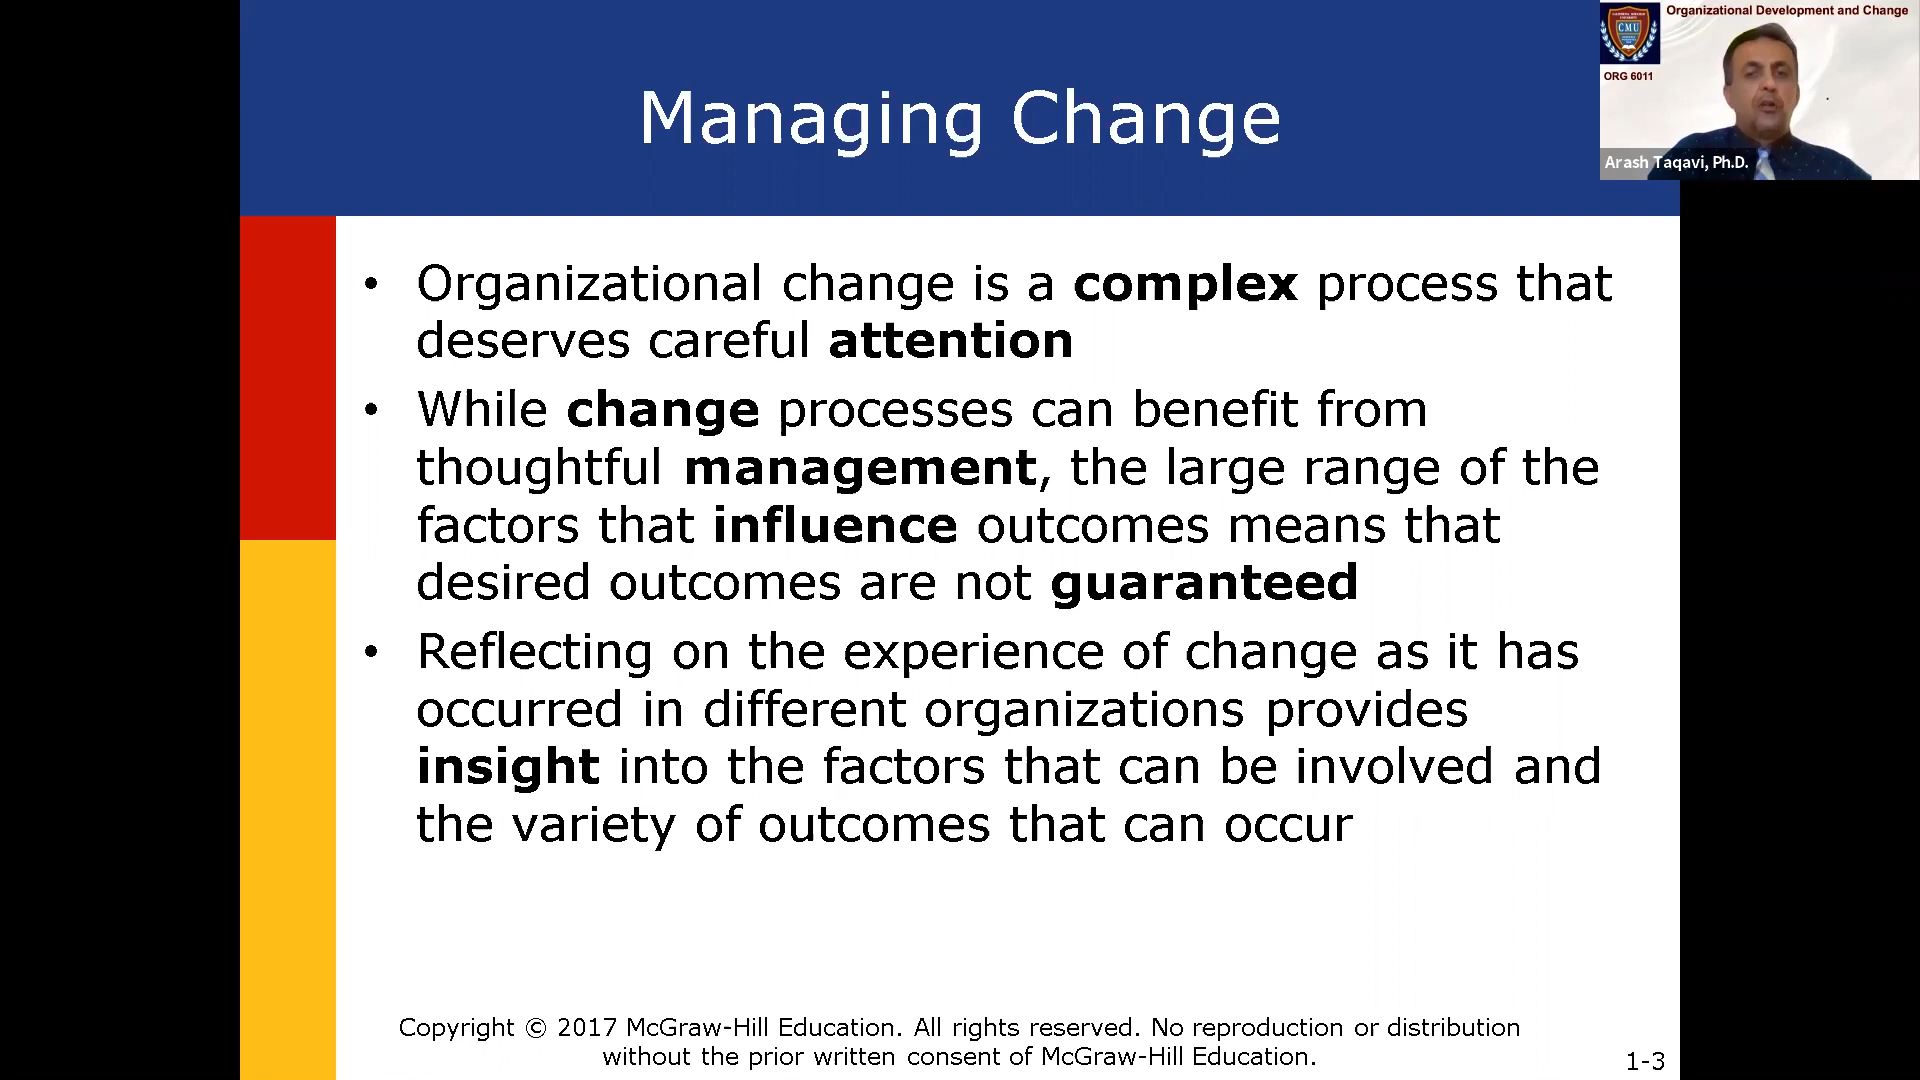 Managing Change
Organizational Development and Change
CMU
ORG 6011
Arash Taqavi, Ph.D.
• Organizational change is a complex process that
deserves careful attention
• While change processes can benefit from
thoughtful management, the large range of the
factors that influence outcomes means that
desired outcomes are not guaranteed
• Reflecting on the experience of change as it has
occurred in different organizations provides
insight into the factors that can be involved and
the variety of outcomes that can occur
Copyright © 2017 McGraw-Hill Education. All rights reserved. No reproduction or distribution
without the prior written consent of McGraw-Hill Education.
1-3